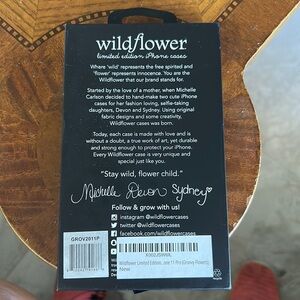 wildflower
limited edition iPhone cases
Where 'wild' represents the free spirited and
'flower' represents innocence. You are the
Wildflower that our brand stands for.
Started by the love of a mother, when Michelle
Carlson decided to hand-make two cute iPhone
cases for her fashion loving, selfie-taking
daughters, Devon and Sydney. Using original
fabric designs and some creativity,
Wildflower cases was born.
Today, each case is made with love and is
without a doubt, a true work of art, yet durable
and strong enough to protect your iPhone.
Every Wildflower case is very unique and
special just like you.
"Stay wild, flower child."
Michelle Devon Sydney
Follow & grow with us!
instagram @wildflowercases
twitter @wildflowercases
facebook.com/wildflowercases
GROV2011P
Wildflower Limited Edition
New